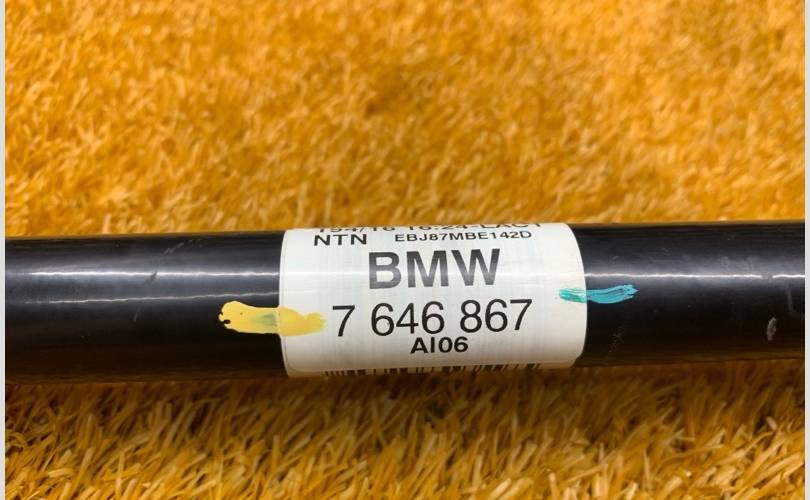 NTN EBJ87MBE142D
BMW
7 646 867
AI06